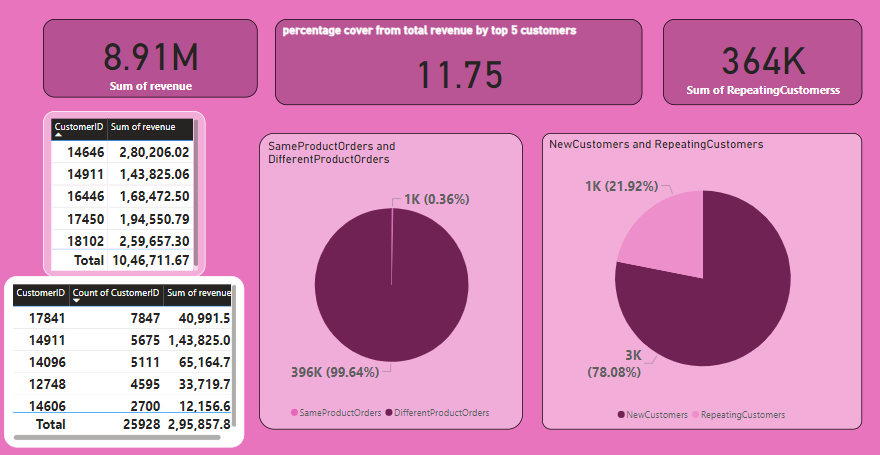 8.91M
Sum of revenue
percentage cover from total revenue by top 5 customers
11.75
364K
Sum of RepeatingCustomerss
CustomerID Sum of revenue
14646 2,80,206.02
14911 1,43,825.06
16446 1,68,472.50
17450 1,94,550.79
18102 2,59,657.30
Total 10,46,711.67
CustomerID Count of CustomerID Sum of revenue
17841 7847 40,991.5
14911 5675 1,43,825.0
14096 5111 65,164.7
12748 4595 33,719.7
14606 2700 12,156.6
Total 25928 2,95,857.8
SameProductOrders and
DifferentProductOrders
1K (0.36%)
396K (99.64%)
SameProductOrders DifferentProductOrders
NewCustomers and RepeatingCustomers
1K (21.92%)
3K
(78.08%)
NewCustomers RepeatingCustomers